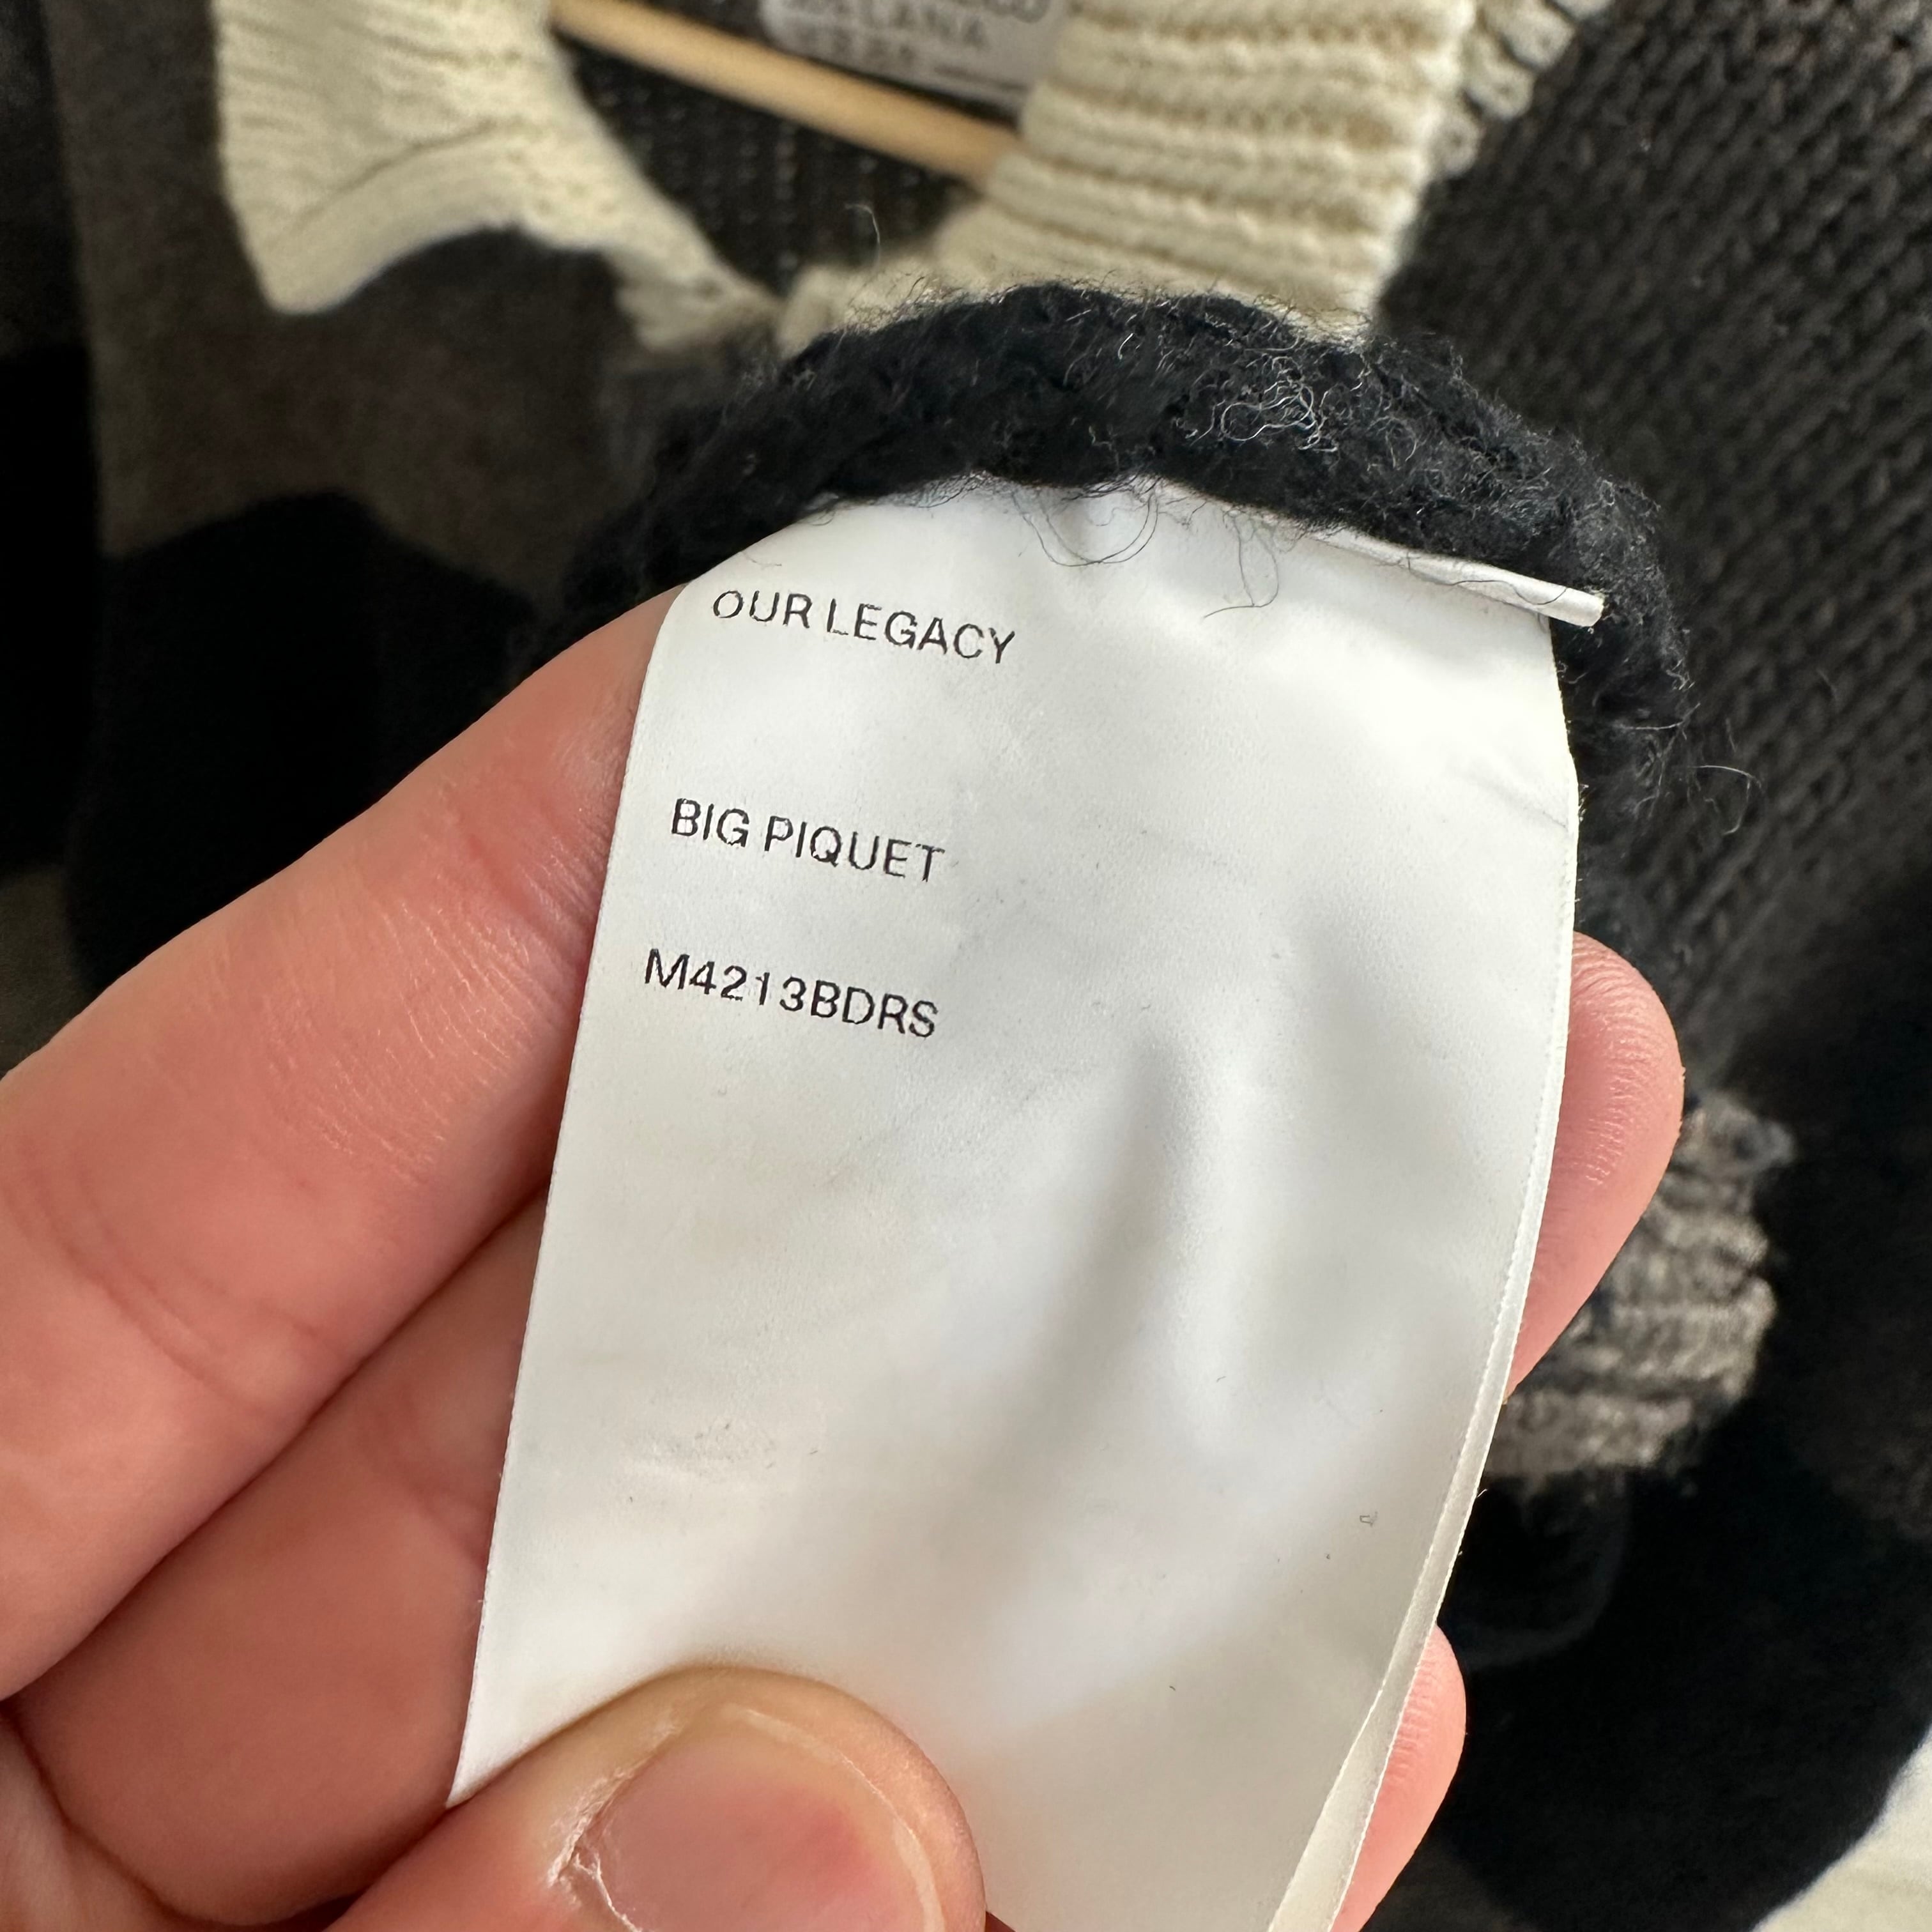 OUR LEGACY
BIG PIQUET
M4213BDRS